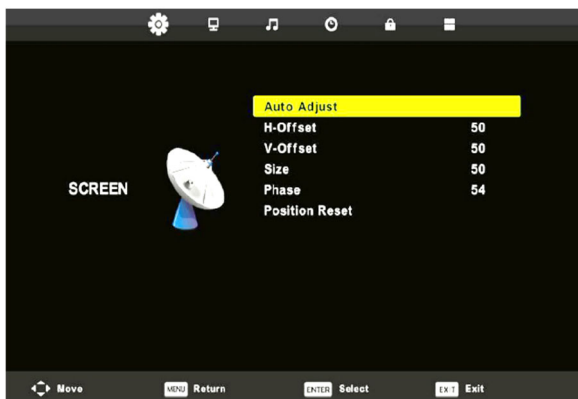 Auto Adjust
H-Offset 50
V-Offset 50
Size 50
SCREEN
Phase 54
Position Reset
Move MENU Return ENTER Select EXIT Exit